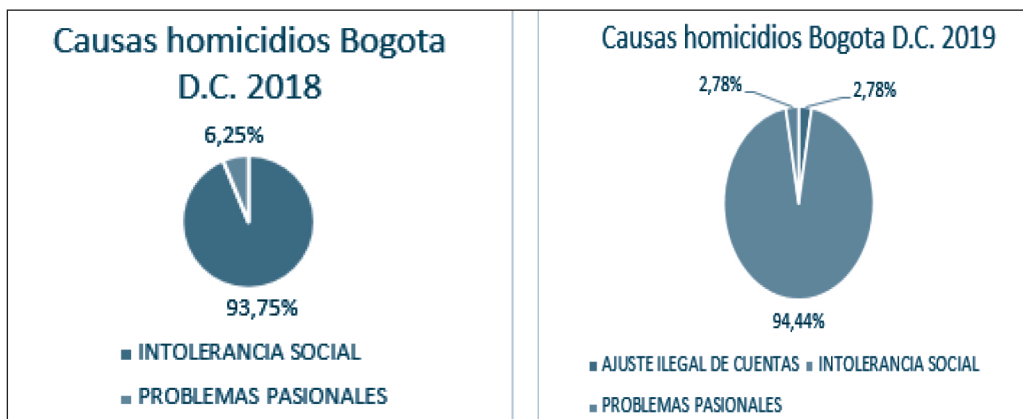 Causas homicidios Bogota
D.C. 2018
6,25%
93,75%
INTOLERANCIA SOCIAL
PROBLEMAS PASIONALES
Causas homicidios Bogota D.C. 2019
2,78%
2,78%
94,44%
AJUSTE ILEGAL DE CUENTAS INTOLERANCIA SOCIAL
PROBLEMAS PASIONALES